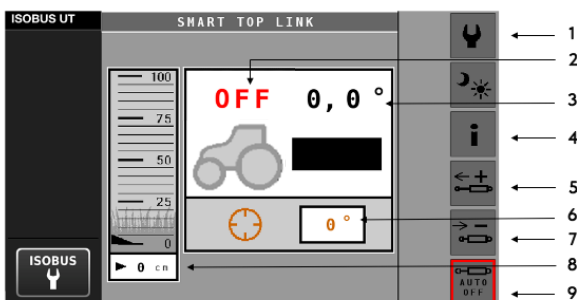 ISOBUS UT
SMART TOP LINK
1
2
OFF
0,0°
3
100
75
50
25
0
i
4
← +
5
0°
6
→ −
7
ISOBUS
► 0 cm
8
AUTO
OFF
9